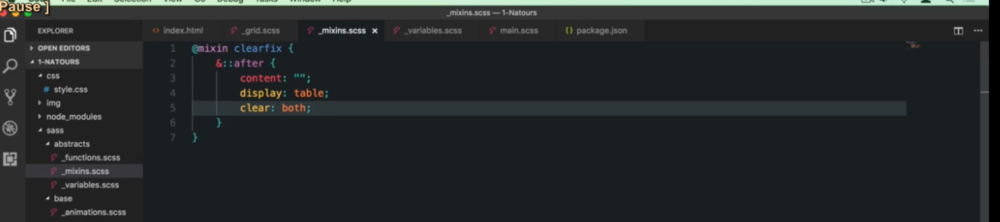 Pause ]
File Edit Selection View Go Debug Tasks Window Help
_mixins.scss — 1-Natours
EXPLORER
index.html
_grid.scss
_mixins.scss
_variables.scss
main.scss
package.json
OPEN EDITORS
1-NATOURS
css
style.css
img
node_modules
sass
abstracts
_functions.scss
_mixins.scss
_variables.scss
base
_animations.scss
1 @mixin clearfix {
2 &::after {
3 content: "";
4 display: table;
5 clear: both;
6 }
7 }